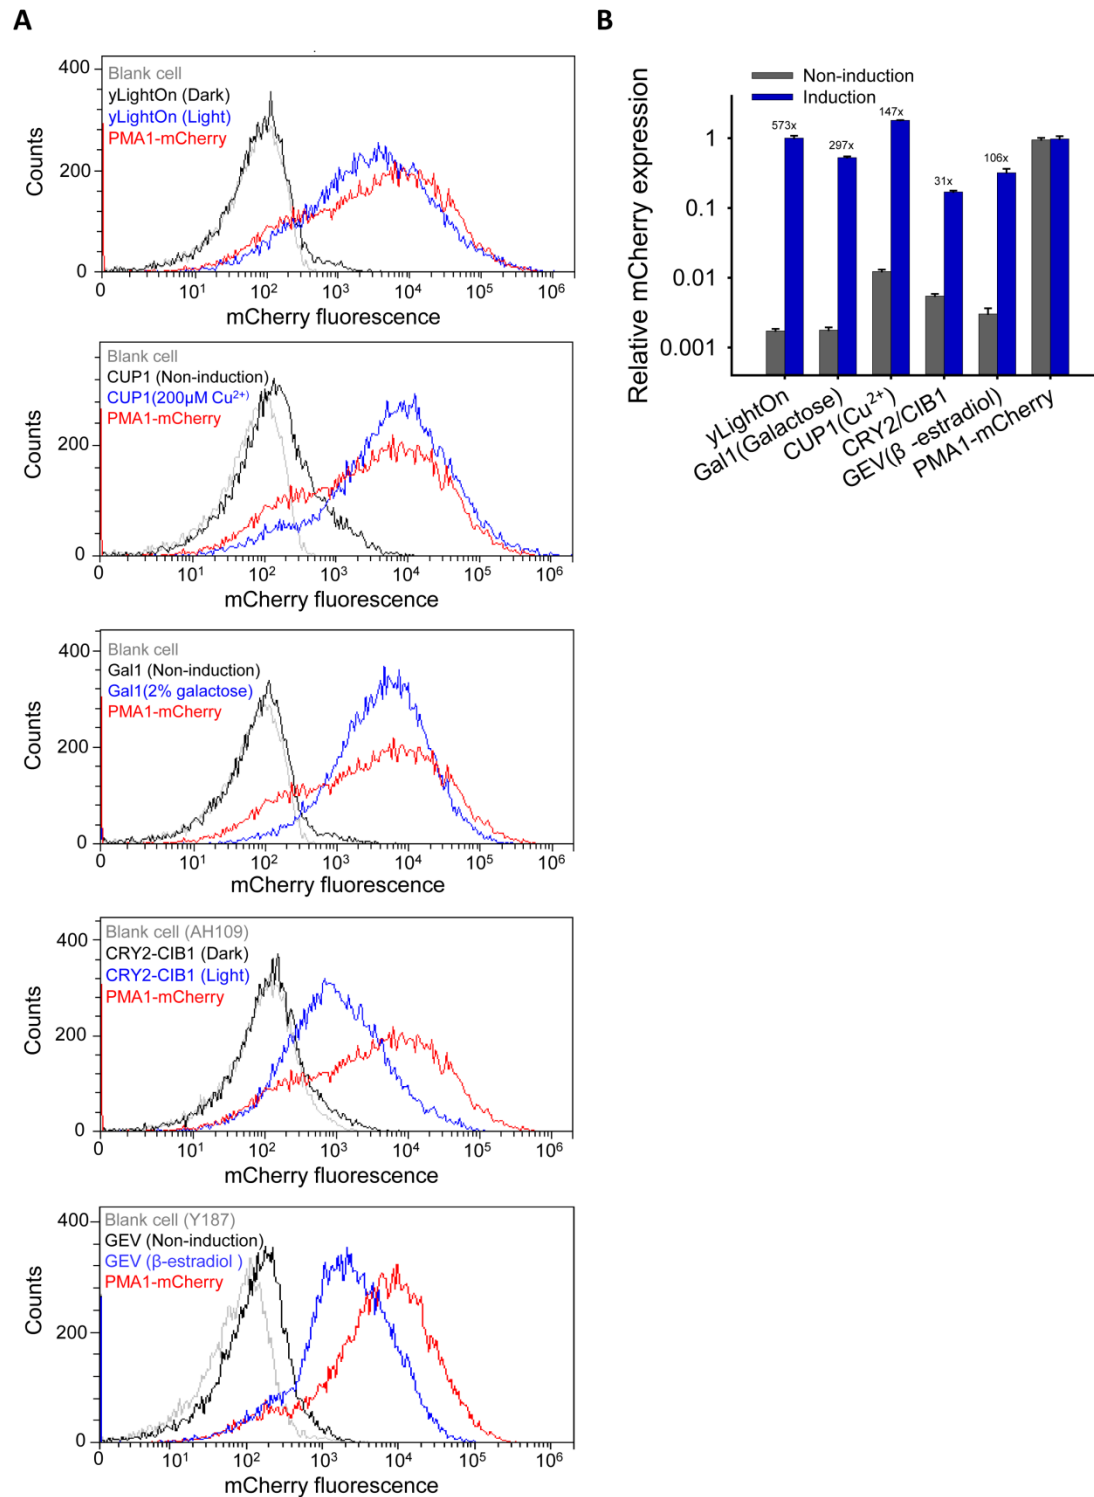 A
Blank cell
yLightOn (Dark)
yLightOn (Light)
PMA1-mCherry
Counts
400
200
0
0 10¹ 10² 10³ 10⁴ 10⁵ 10⁶
mCherry fluorescence
Blank cell
CUP1 (Non-induction)
CUP1(200μM Cu²⁺)
PMA1-mCherry
Counts
200
0
0 10¹ 10² 10³ 10⁴ 10⁵ 10⁶
mCherry fluorescence
Blank cell
Gal1 (Non-induction)
Gal1(2% galactose)
PMA1-mCherry
Counts
400
200
0
0 10¹ 10² 10³ 10⁴ 10⁵ 10⁶
mCherry fluorescence
Blank cell (AH109)
CRY2-CIB1 (Dark)
CRY2-CIB1 (Light)
PMA1-mCherry
Counts
400
200
0
0 10¹ 10² 10³ 10⁴ 10⁵ 10⁶
mCherry fluorescence
Blank cell (Y187)
GEV (Non-induction)
GEV (β-estradiol )
PMA1-mCherry
Counts
400
200
0
0 10¹ 10² 10³ 10⁴ 10⁵ 10⁶
mCherry fluorescence
B
Non-induction
Induction
Relative mCherry expression
1
0.1
0.01
0.001
573x
297x
147x
31x
106x
yLightOn
Gal1(Galactose)
CUP1(Cu²⁺)
CRY2/CIB1
GEV(β -estradiol)
PMA1-mCherry